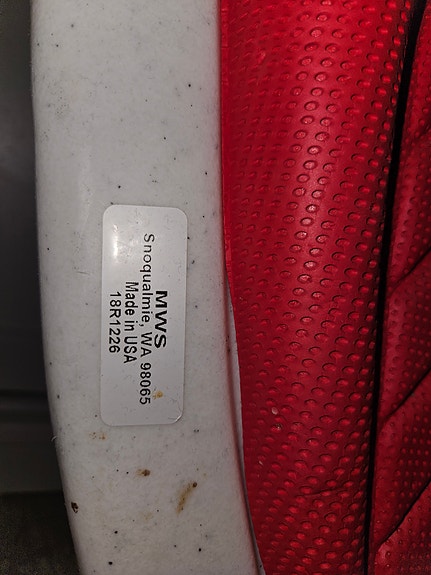 MWS
Snoqualmie, WA 98065
Made in USA
18R1226